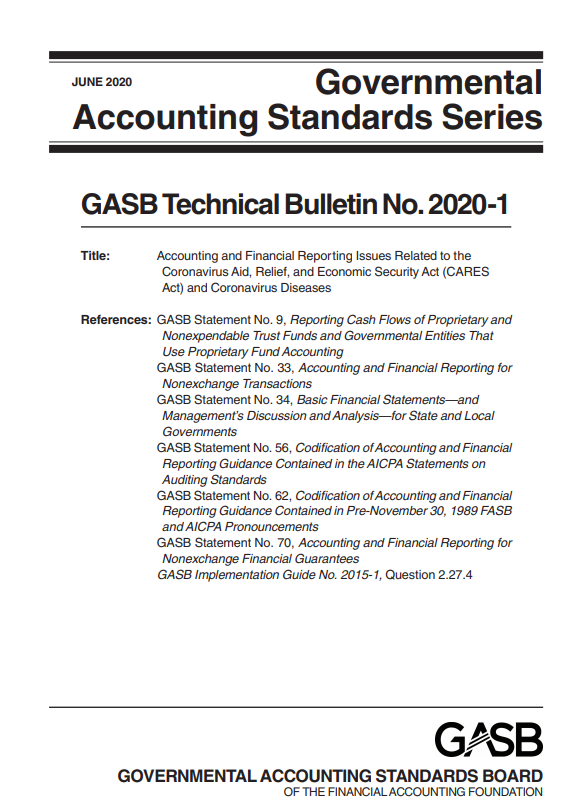 JUNE 2020
Governmental
Accounting Standards Series
GASB Technical Bulletin No. 2020-1
Title: Accounting and Financial Reporting Issues Related to the
Coronavirus Aid, Relief, and Economic Security Act (CARES
Act) and Coronavirus Diseases
References: GASB Statement No. 9, Reporting Cash Flows of Proprietary and
Nonexpendable Trust Funds and Governmental Entities That
Use Proprietary Fund Accounting
GASB Statement No. 33, Accounting and Financial Reporting for
Nonexchange Transactions
GASB Statement No. 34, Basic Financial Statements—and
Management's Discussion and Analysis—for State and Local
Governments
GASB Statement No. 56, Codification of Accounting and Financial
Reporting Guidance Contained in the AICPA Statements on
Auditing Standards
GASB Statement No. 62, Codification of Accounting and Financial
Reporting Guidance Contained in Pre-November 30, 1989 FASB
and AICPA Pronouncements
GASB Statement No. 70, Accounting and Financial Reporting for
Nonexchange Financial Guarantees
GASB Implementation Guide No. 2015-1, Question 2.27.4
GASB
GOVERNMENTAL ACCOUNTING STANDARDS BOARD
OF THE FINANCIAL ACCOUNTING FOUNDATION